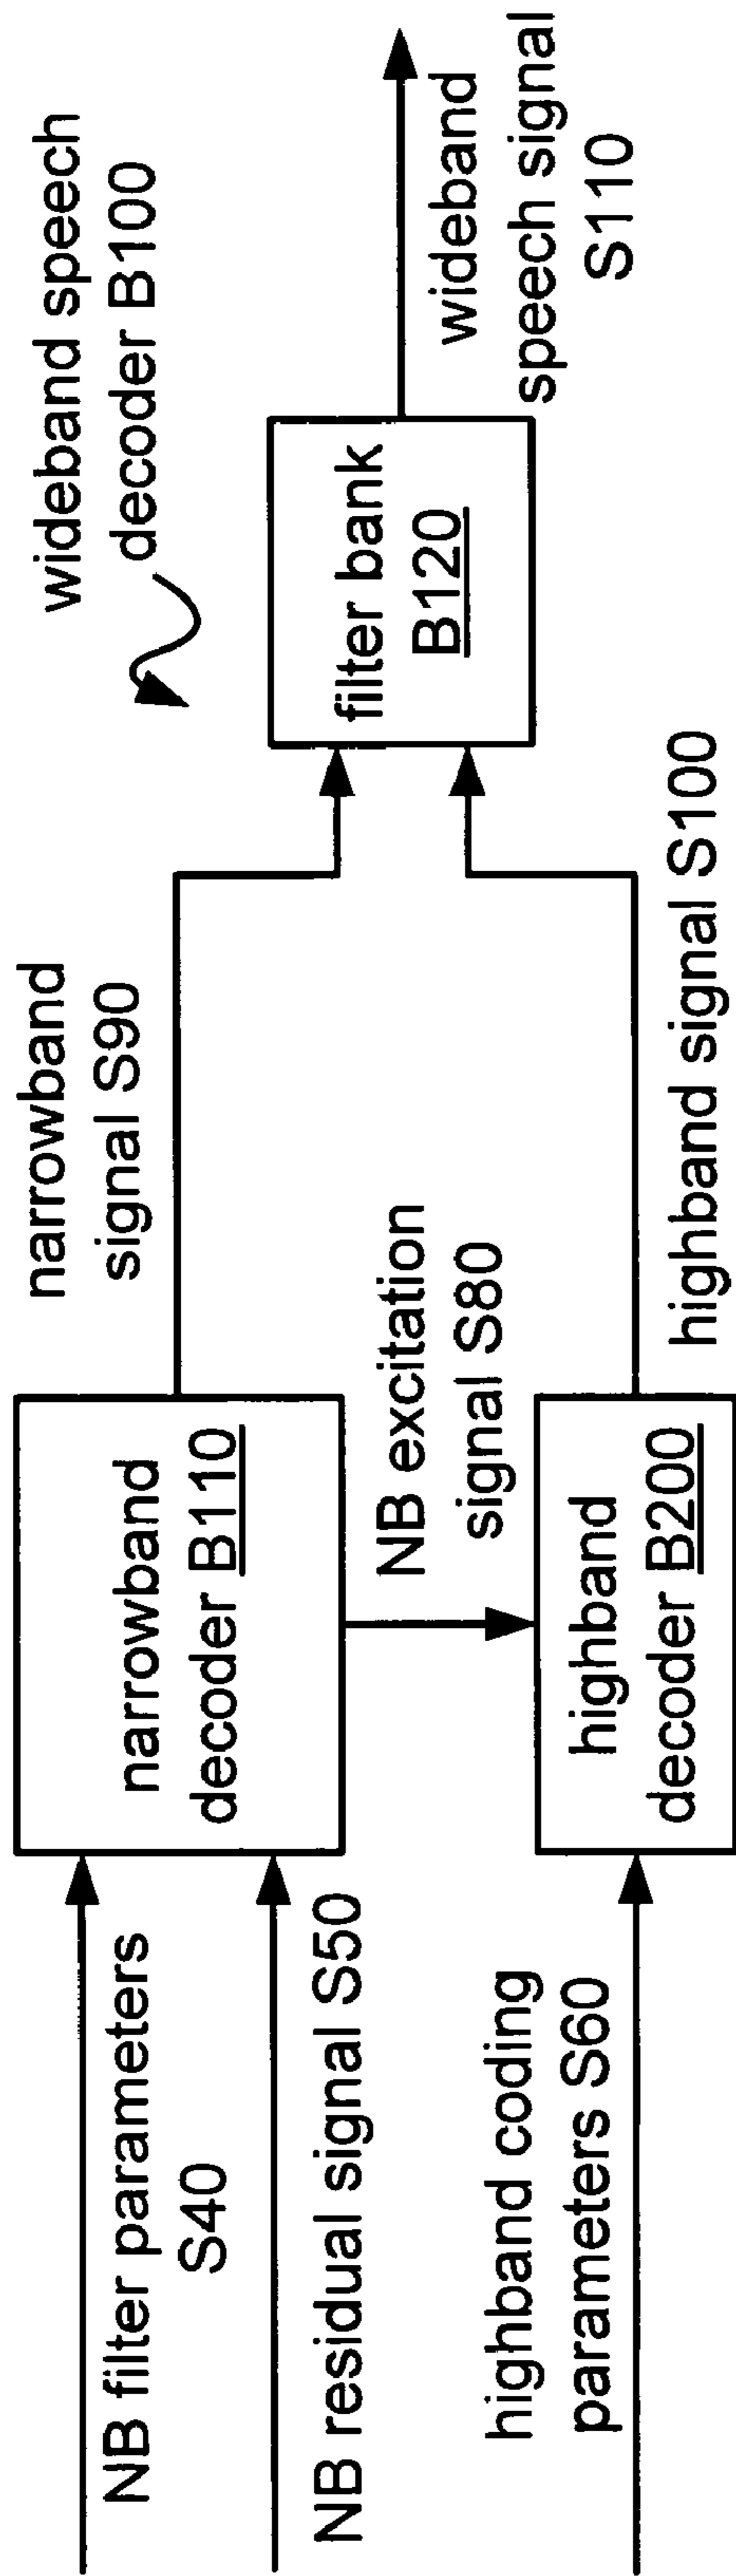 wideband speech
decoder B100
NB filter parameters
S40
NB residual signal S50
narrowband
decoder B110
narrowband
signal S90
NB excitation
signal S80
highband coding
parameters S60
highband
decoder B200
highband signal S100
filter bank
B120
wideband
speech signal
S110